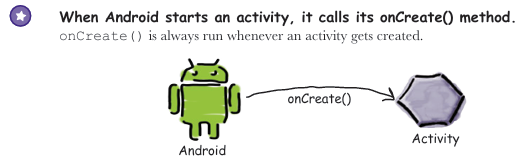 When Android starts an activity, it calls its onCreate() method.
onCreate() is always run whenever an activity gets created.
onCreate()
Android
Activity